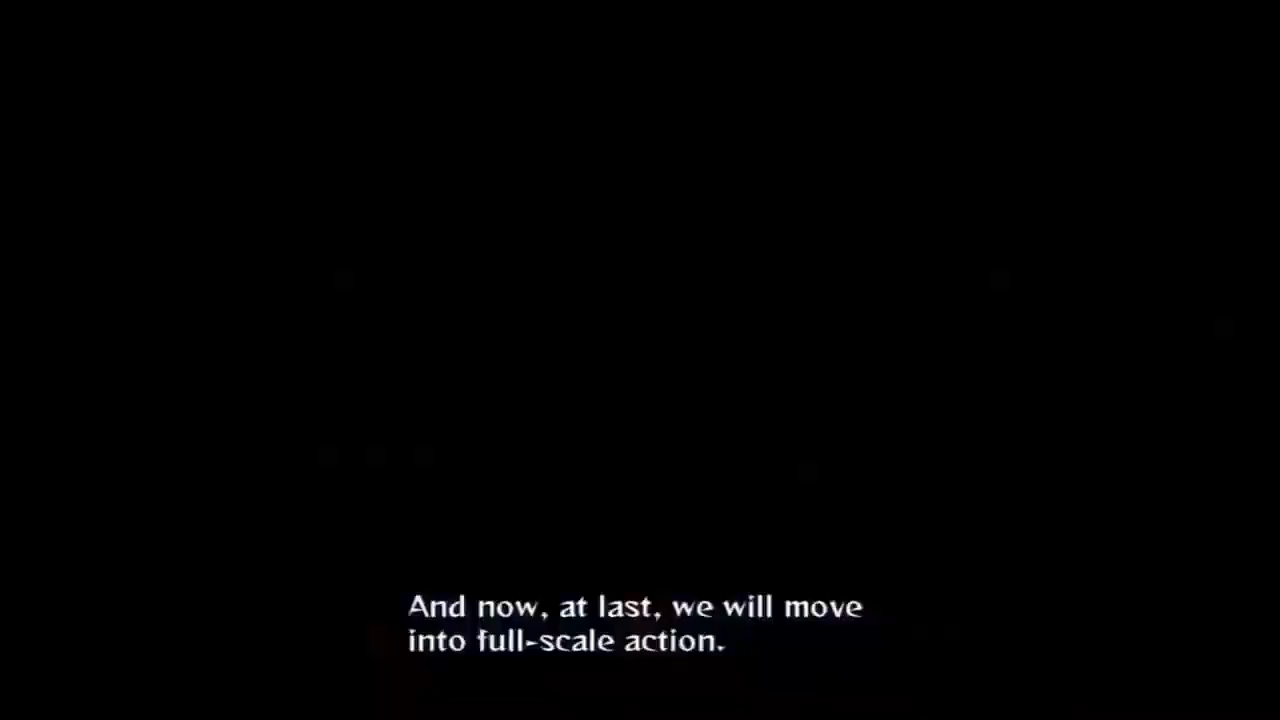 And now, at last, we will move
into full-scale action.